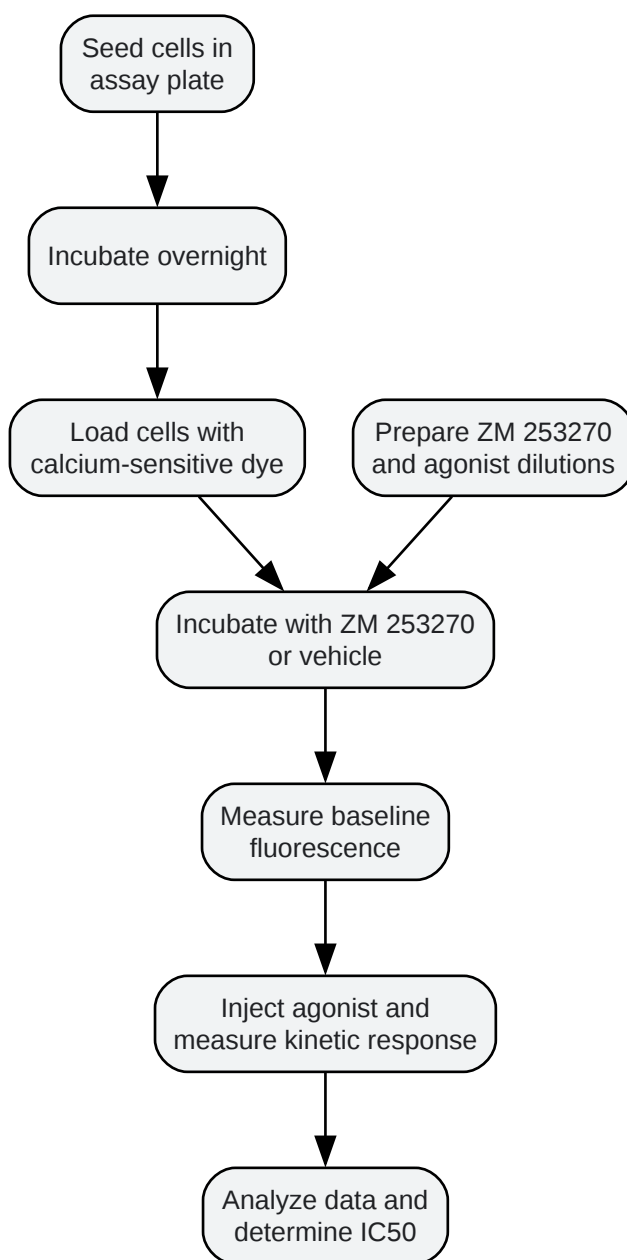 Seed cells in
assay plate
Incubate overnight
Load cells with
calcium-sensitive dye
Prepare ZM 253270
and agonist dilutions
Incubate with ZM 253270
or vehicle
Measure baseline
fluorescence
Inject agonist and
measure kinetic response
Analyze data and
determine IC50